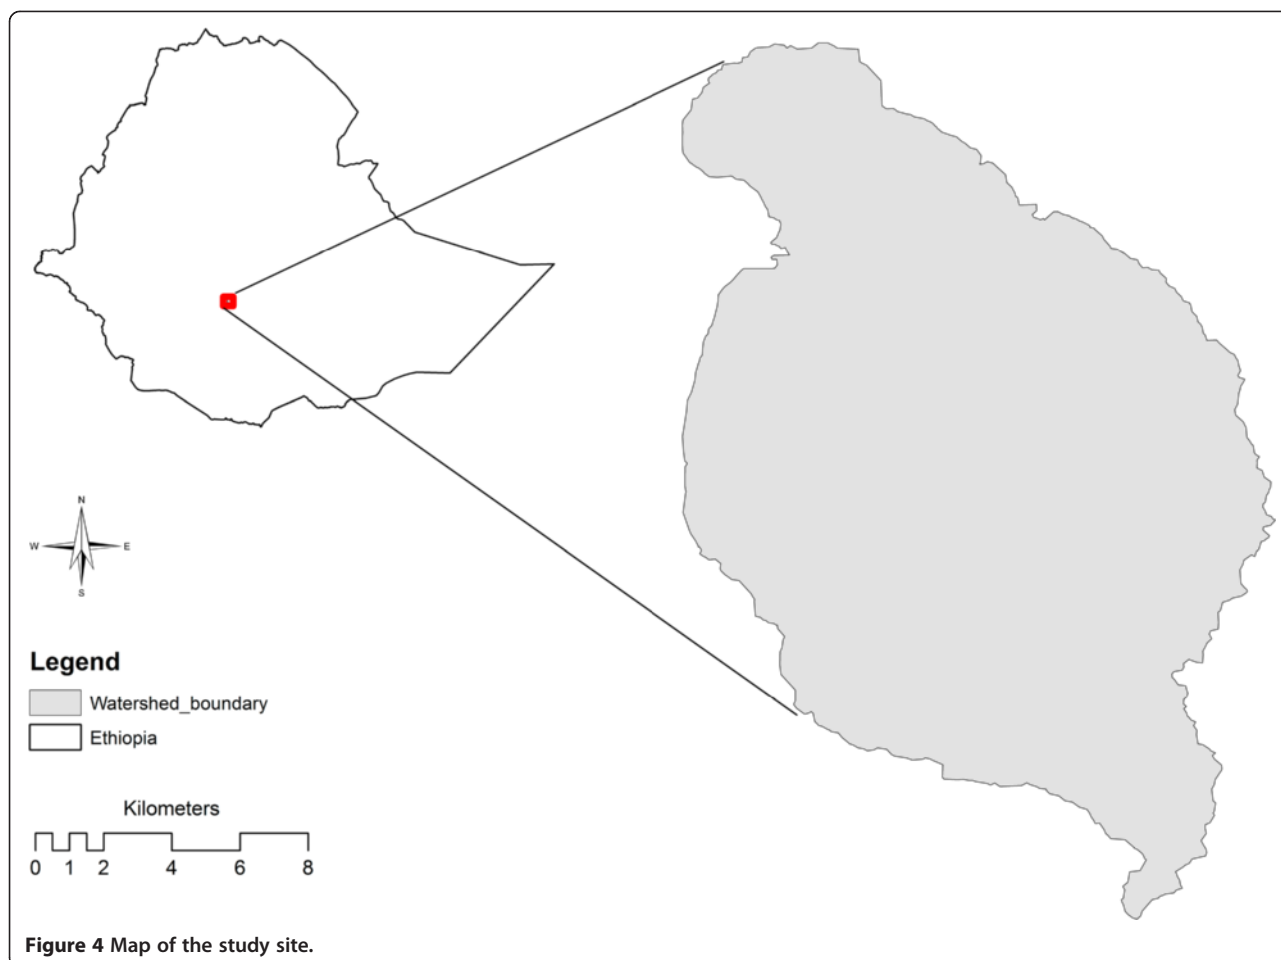 N
W E
S
Legend
Watershed_boundary
Ethiopia
Kilometers
0 1 2 4 6 8
Figure 4 Map of the study site.